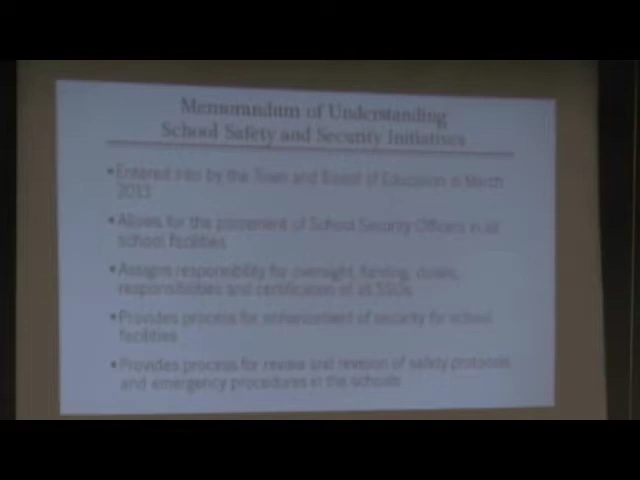 Memorandum of Understanding
School Safety and Security Initiatives
• Entered into by the Town and Board of Education in March
2013
• Allows for the placement of School Security Officers in all
school facilities
• Assigns responsibility for oversight, funding, duties,
responsibilities and certification of all SSOs
• Provides process for enhancement of security for school
facilities
• Provides process for review and revision of safety protocols
and emergency procedures in the schools